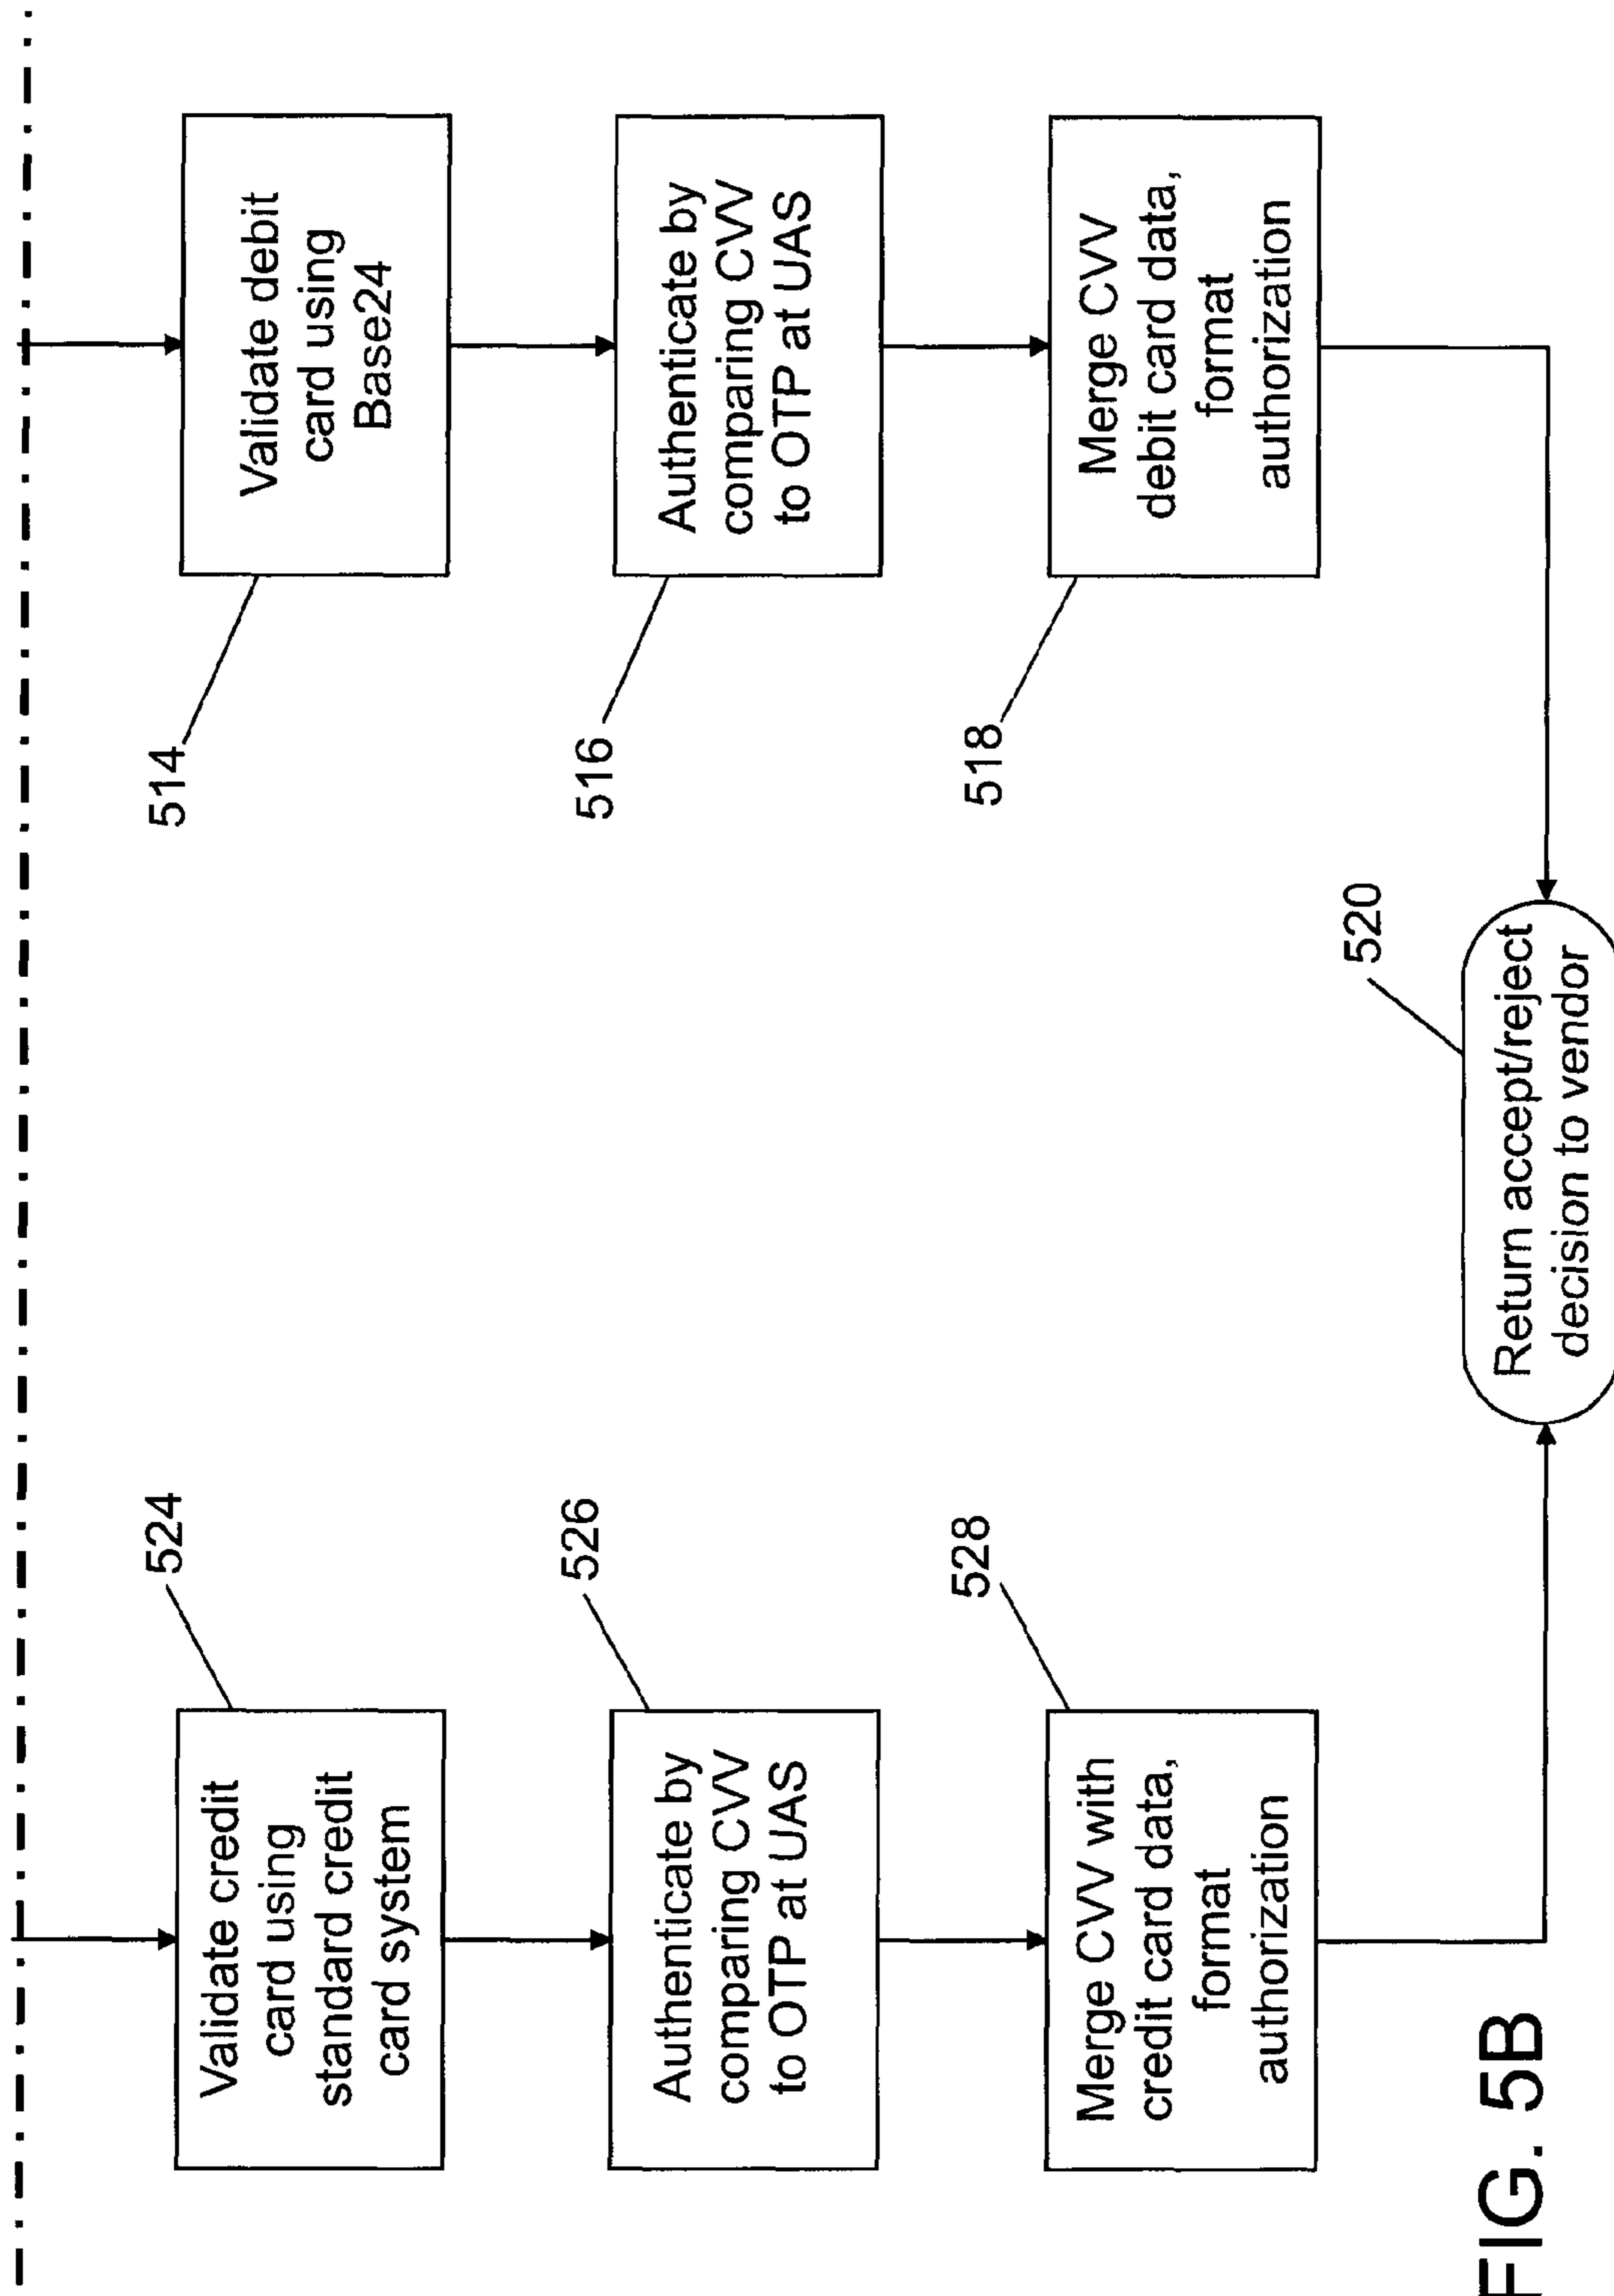 524
Validate credit
card using
standard credit
card system
526
Authenticate by
comparing CVV
to OTP at UAS
528
Merge CVV with
credit card data,
format
authorization
514
Validate debit
card using
Base24
516
Authenticate by
comparing CVV
to OTP at UAS
518
Merge CVV
debit card data,
format
authorization
520
Return accept/reject
decision to vendor
FIG. 5B